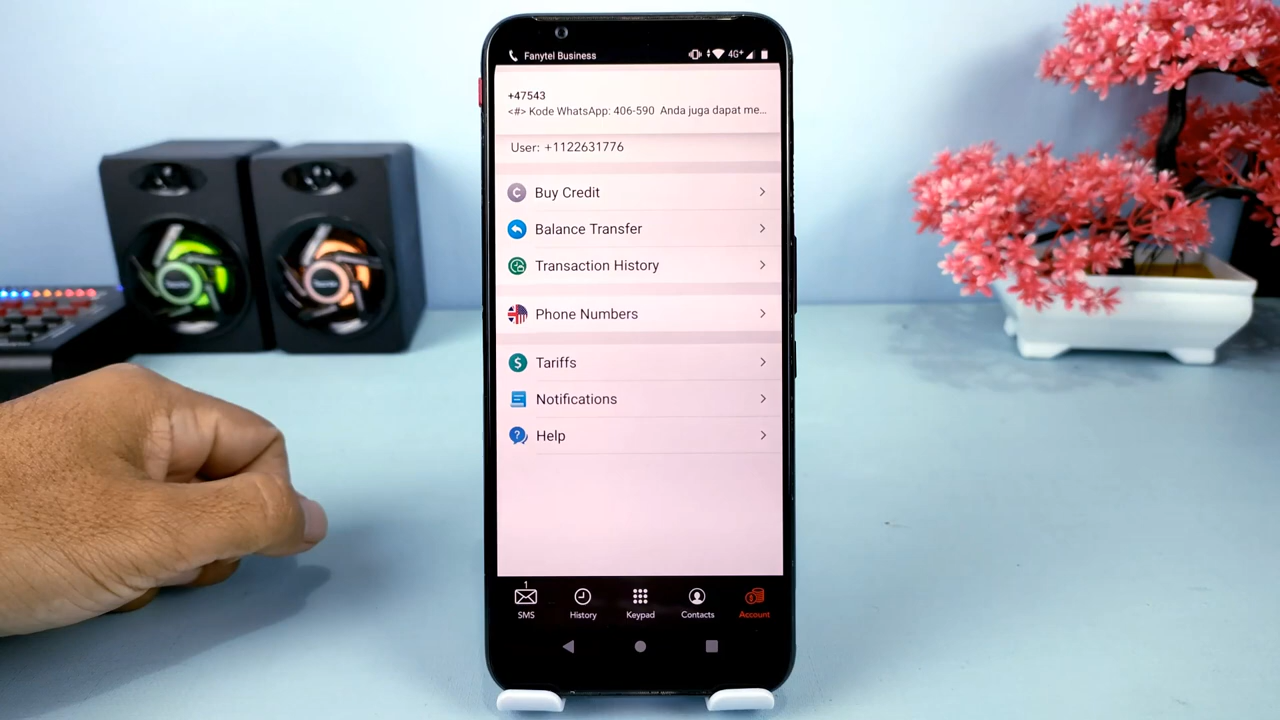 Fanytel Business
4G+
+47543
<#> Kode WhatsApp: 406-590 Anda juga dapat me...
User: +1122631776
Buy Credit
Balance Transfer
Transaction History
Phone Numbers
Tariffs
Notifications
Help
1
SMS
History
Keypad
Contacts
Account